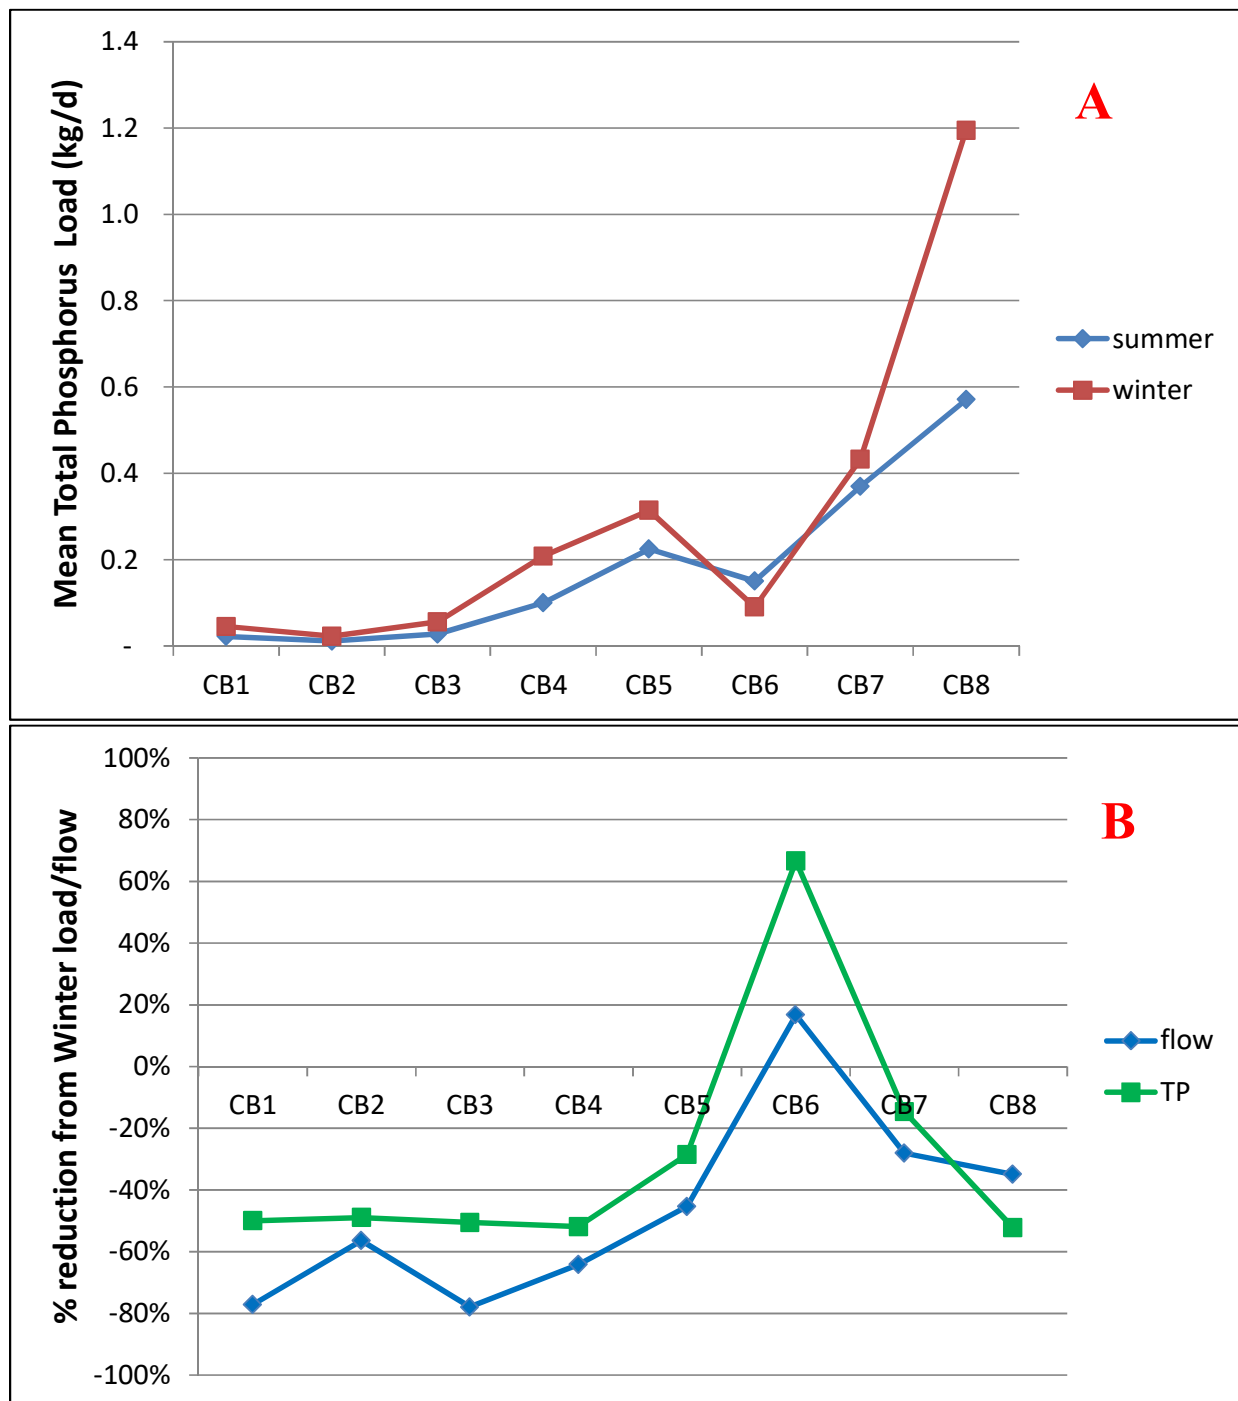 A
Mean Total Phosphorus Load (kg/d)
1.4
1.2
1.0
0.8
0.6
0.4
0.2
-
CB1 CB2 CB3 CB4 CB5 CB6 CB7 CB8
summer
winter
B
% reduction from Winter load/flow
100%
80%
60%
40%
20%
0%
-20%
-40%
-60%
-80%
-100%
CB1 CB2 CB3 CB4 CB5 CB6 CB7 CB8
flow
TP